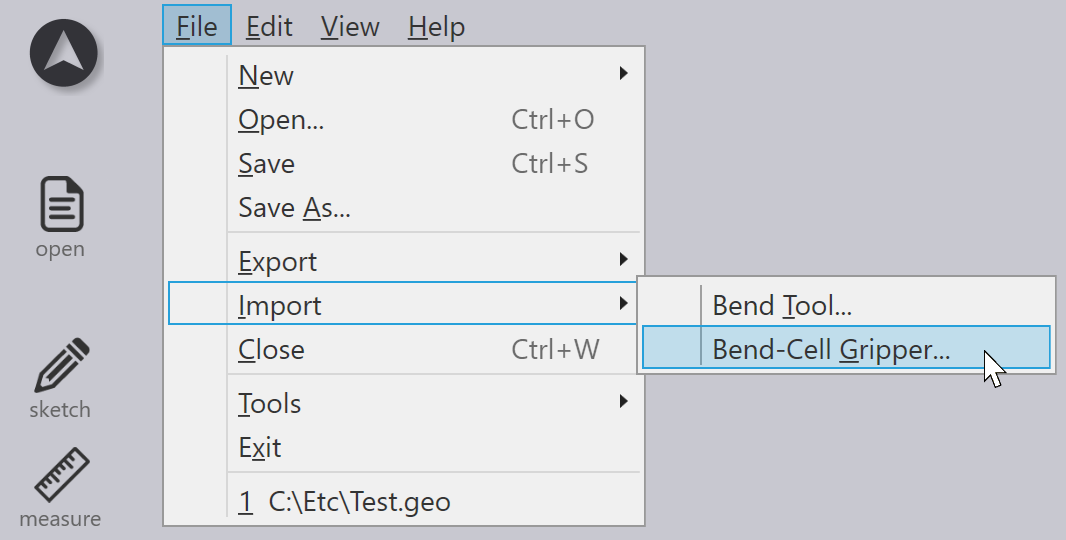 File Edit View Help
New
Open... Ctrl+O
Save Ctrl+S
Save As...
Export
Import
Close Ctrl+W
Tools
Exit
1 C:\Etc\Test.geo
Bend Tool...
Bend-Cell Gripper...
open
sketch
measure